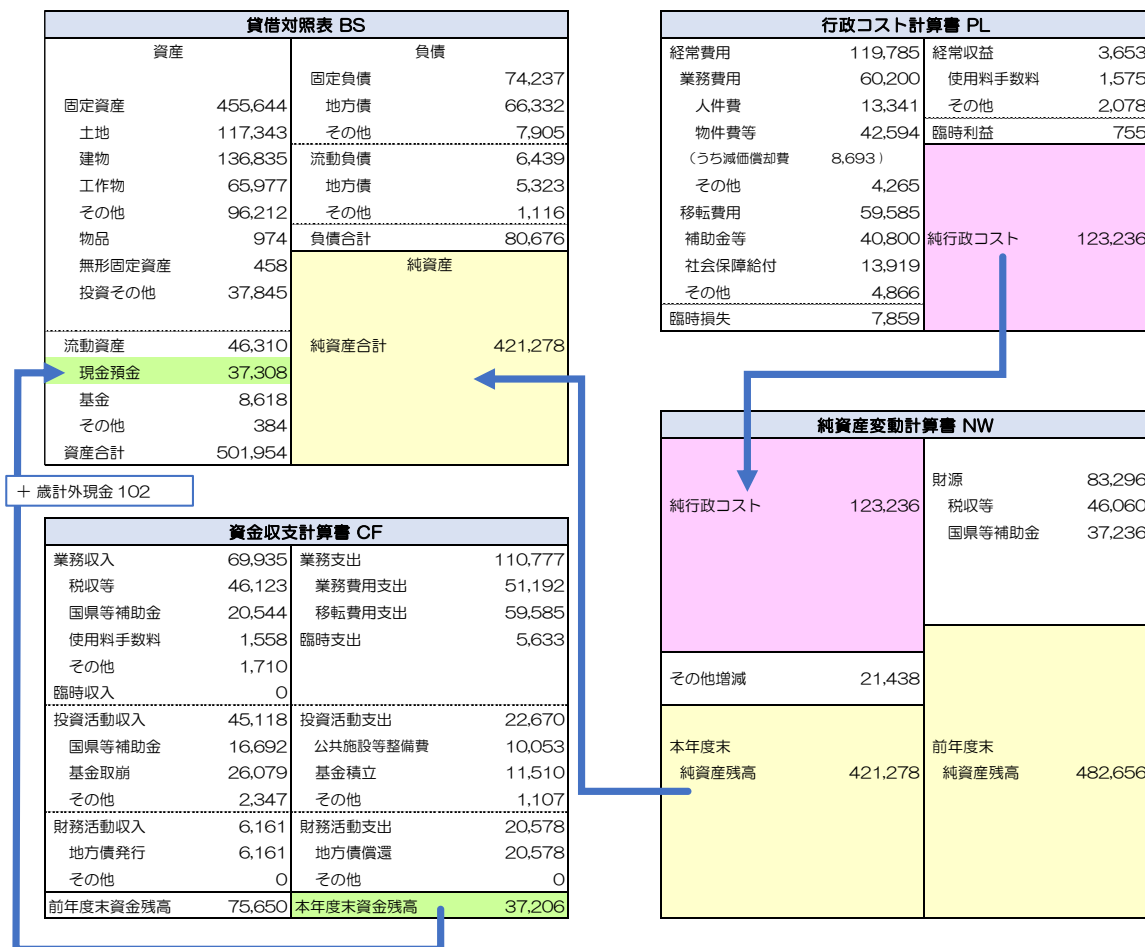 貸借対照表 BS
資産 負債
固定負債 74,237
固定資産 455,644 地方債 66,332
土地 117,343 その他 7,905
建物 136,835 流動負債 6,439
工作物 65,977 地方債 5,323
その他 96,212 その他 1,116
物品 974 負債合計 80,676
無形固定資産 458 純資産
投資その他 37,845
流動資産 46,310 純資産合計 421,278
現金預金 37,308
基金 8,618
その他 384
資産合計 501,954
+ 歳計外現金 102
資金収支計算書 CF
業務収入 69,935 業務支出 110,777
税収等 46,123 業務費用支出 51,192
国県等補助金 20,544 移転費用支出 59,585
使用料手数料 1,558 臨時支出 5,633
その他 1,710
臨時収入 0
投資活動収入 45,118 投資活動支出 22,670
国県等補助金 16,692 公共施設等整備費 10,053
基金取崩 26,079 基金積立 11,510
その他 2,347 その他 1,107
財務活動収入 6,161 財務活動支出 20,578
地方債発行 6,161 地方債償還 20,578
その他 0 その他 0
前年度末資金残高 75,650 本年度末資金残高 37,206
行政コスト計算書 PL
経常費用 119,785 経常収益 3,653
業務費用 60,200 使用料手数料 1,575
人件費 13,341 その他 2,078
物件費等 42,594 臨時利益 755
(うち減価償却費 8,693)
その他 4,265
移転費用 59,585
補助金等 40,800 純行政コスト 123,236
社会保障給付 13,919
その他 4,866
臨時損失 7,859
純資産変動計算書 NW
財源 83,296
純行政コスト 123,236 税収等 46,060
国県等補助金 37,236
その他増減 21,438
本年度末 前年度末
純資産残高 421,278 純資産残高 482,656